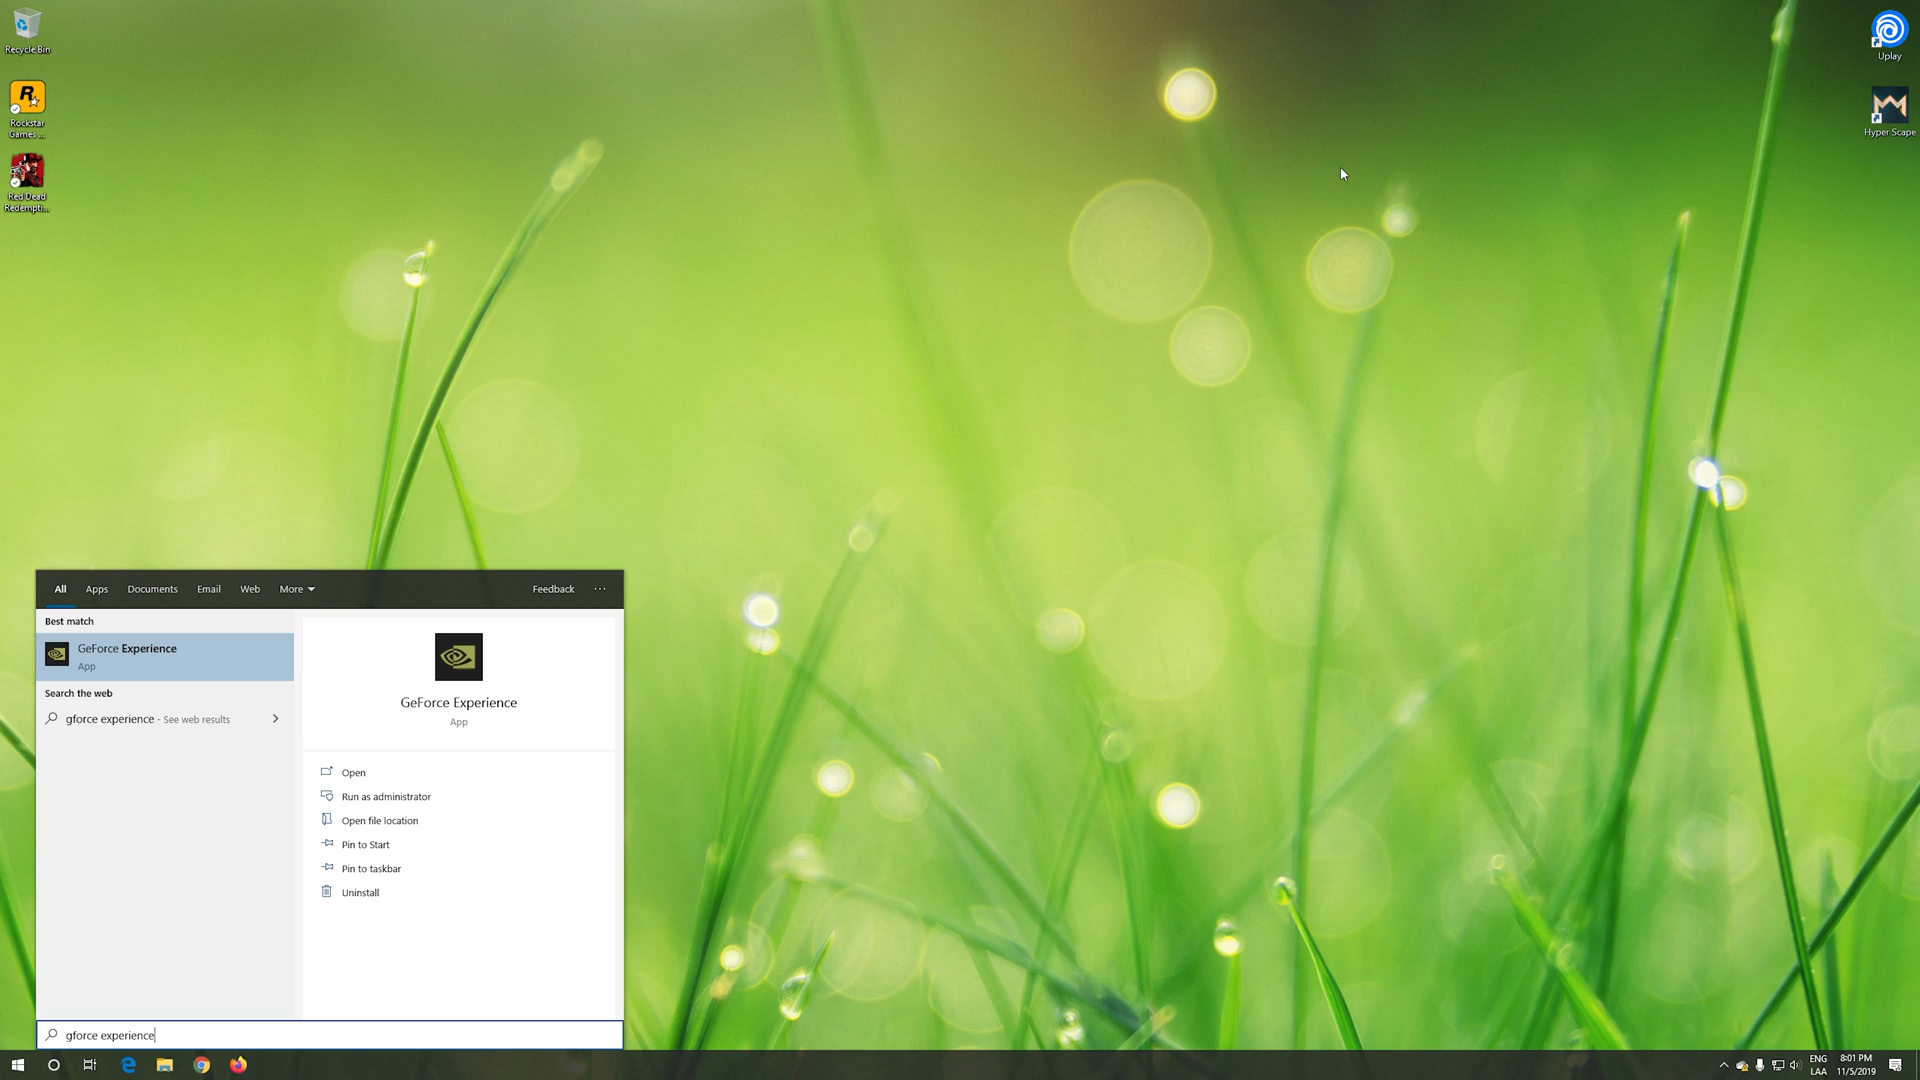 Recycle Bin
Rockstar
Games ...
Red Dead
Redempti...
Uplay
Hyper Scape
All Apps Documents Email Web More Feedback ...
Best match
GeForce Experience
App
Search the web
gforce experience - See web results
GeForce Experience
App
Open
Run as administrator
Open file location
Pin to Start
Pin to taskbar
Uninstall
gforce experience
ENG
LAA
8:01 PM
11/5/2019